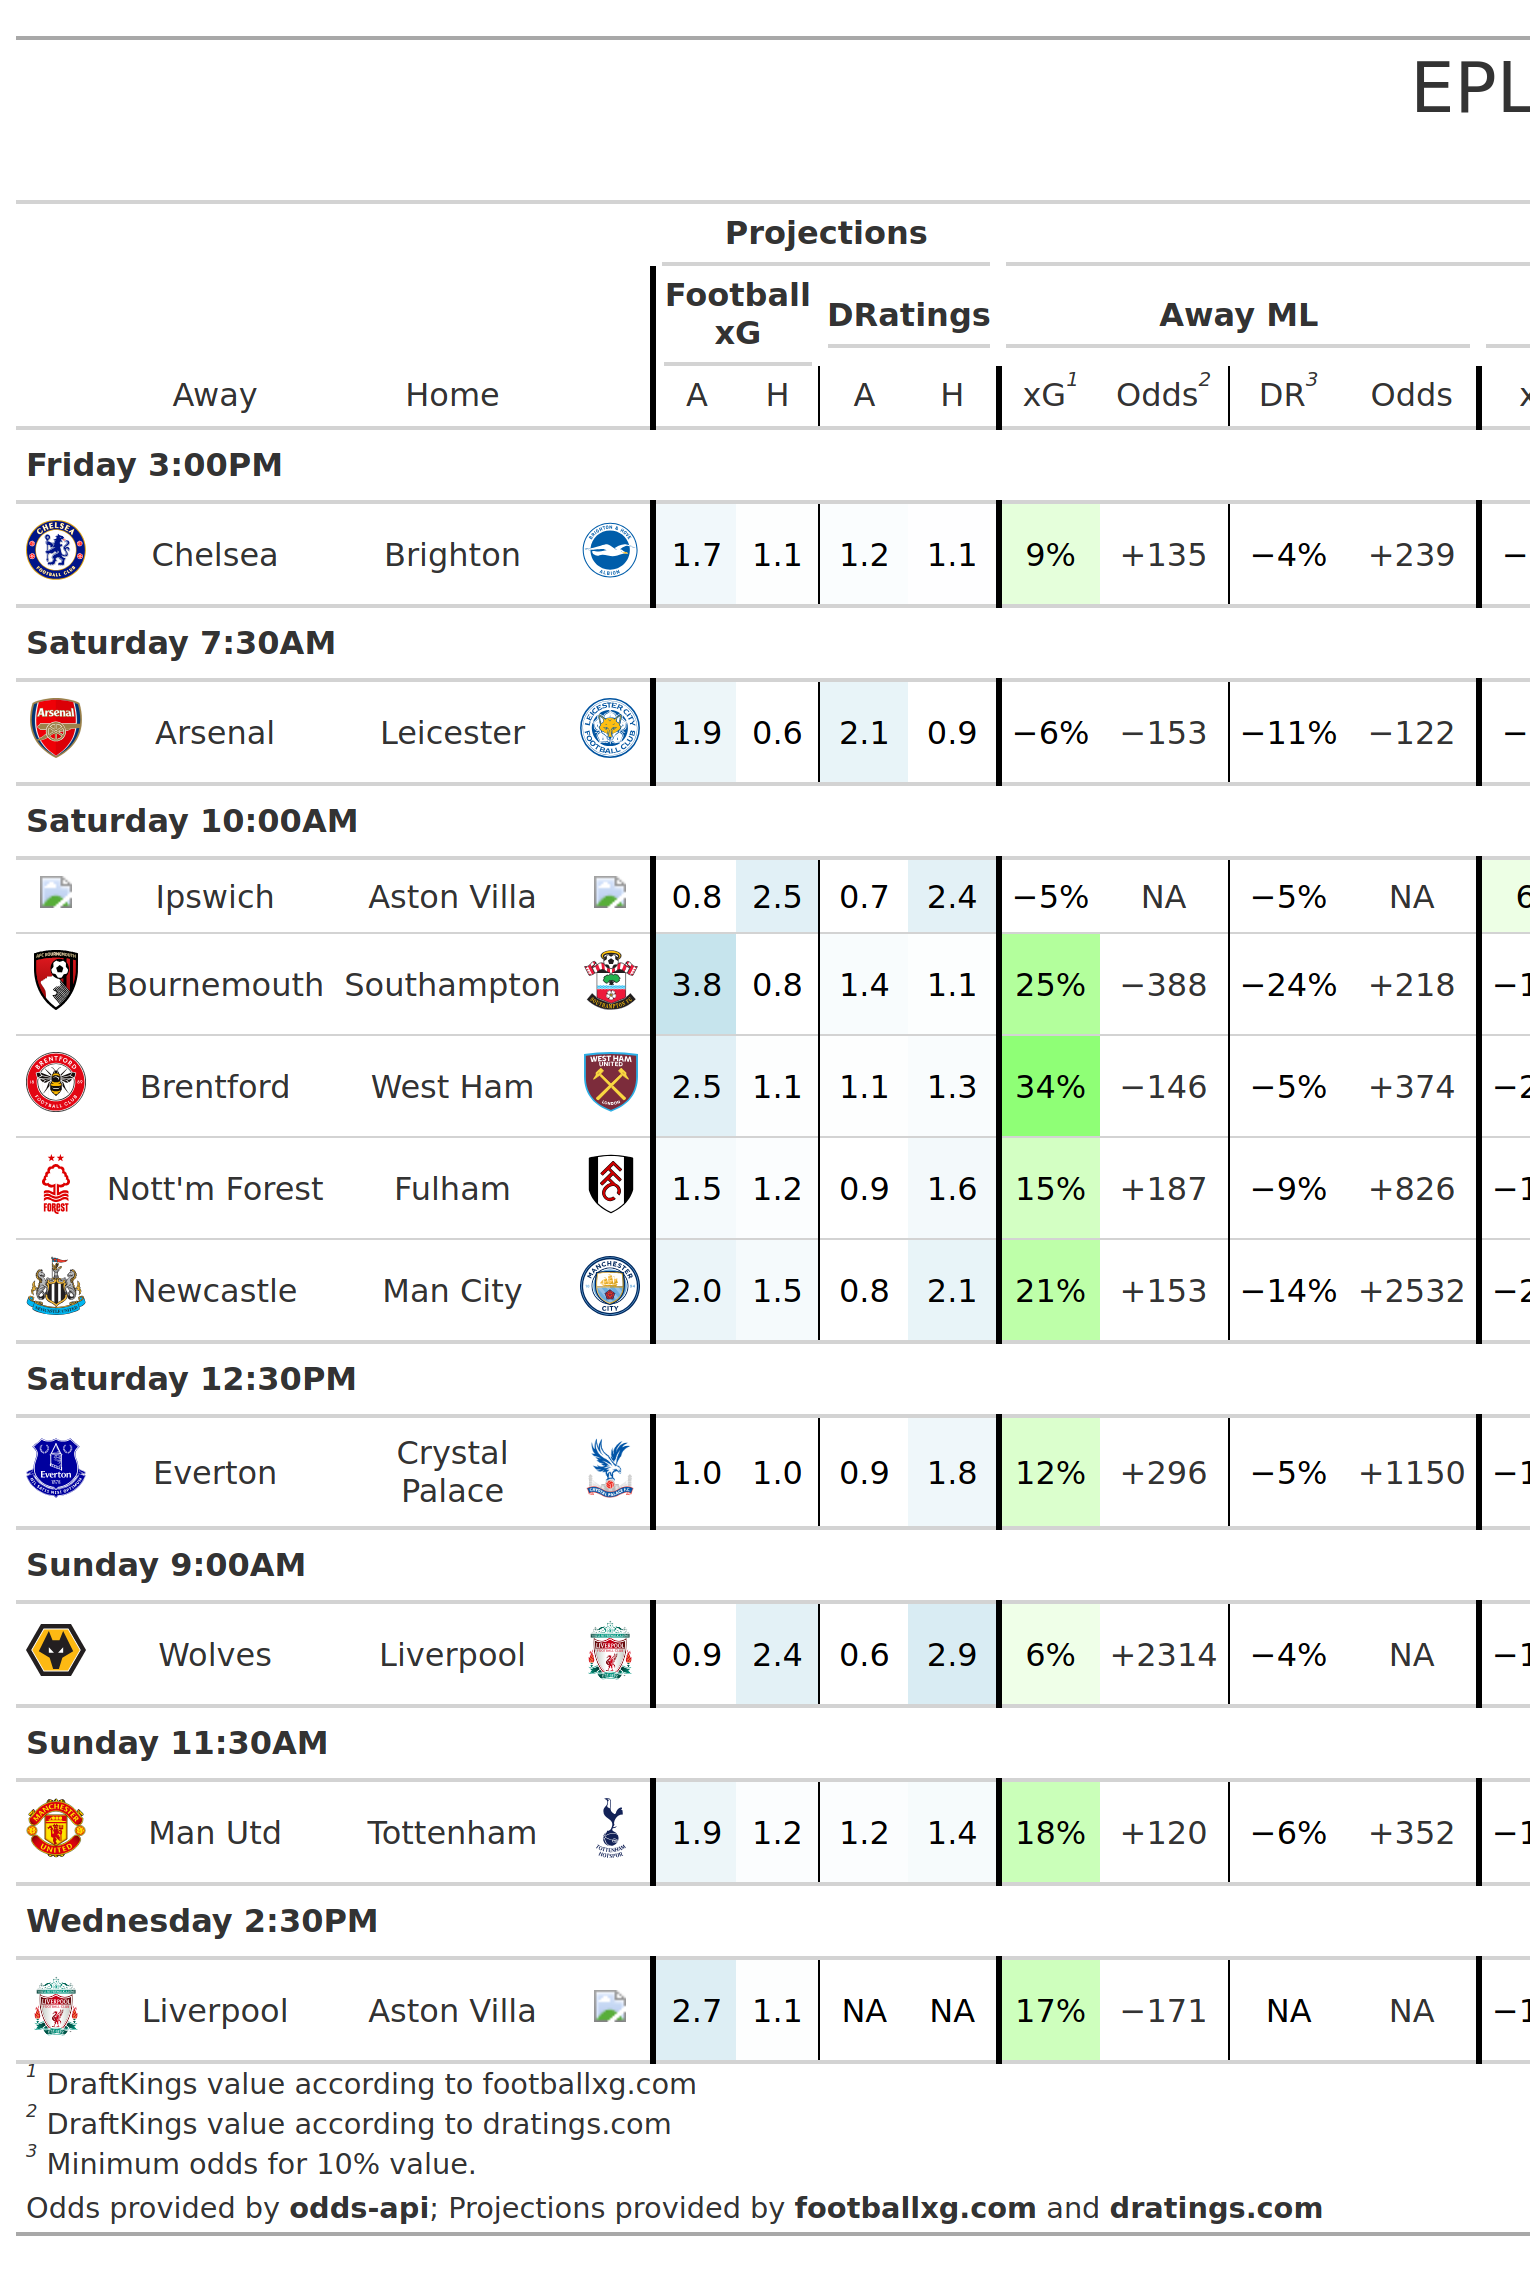 EPL
Projections
Football
xG
DRatings
Away ML
Away Home A H A H xG1 Odds2 DR3 Odds x
Friday 3:00PM
Chelsea Brighton 1.7 1.1 1.2 1.1 9% +135 −4% +239 −
Saturday 7:30AM
Arsenal Leicester 1.9 0.6 2.1 0.9 −6% −153 −11% −122 −
Saturday 10:00AM
Ipswich Aston Villa 0.8 2.5 0.7 2.4 −5% NA −5% NA 6
Bournemouth Southampton 3.8 0.8 1.4 1.1 25% −388 −24% +218 −1
Brentford West Ham 2.5 1.1 1.1 1.3 34% −146 −5% +374 −2
Nott'm Forest Fulham 1.5 1.2 0.9 1.6 15% +187 −9% +826 −1
Newcastle Man City 2.0 1.5 0.8 2.1 21% +153 −14% +2532 −2
Saturday 12:30PM
Everton Crystal Palace 1.0 1.0 0.9 1.8 12% +296 −5% +1150 −1
Sunday 9:00AM
Wolves Liverpool 0.9 2.4 0.6 2.9 6% +2314 −4% NA −1
Sunday 11:30AM
Man Utd Tottenham 1.9 1.2 1.2 1.4 18% +120 −6% +352 −1
Wednesday 2:30PM
Liverpool Aston Villa 2.7 1.1 NA NA 17% −171 NA NA −1
1 DraftKings value according to footballxg.com
2 DraftKings value according to dratings.com
3 Minimum odds for 10% value.
Odds provided by odds-api; Projections provided by footballxg.com and dratings.com